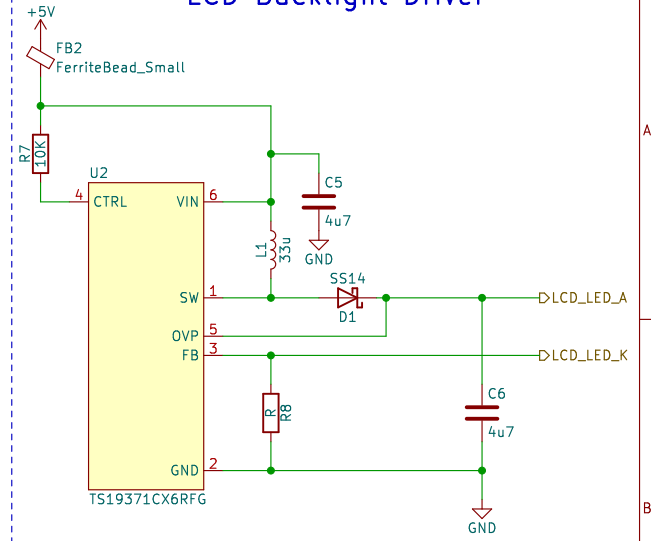 LCD Backlight Driver
+5V
FB2
FerriteBead_Small
A
R7
10K
U2
4
CTRL
VIN
6
C5
4u7
L1
33u
GND
SS14
SW
1
D1
LCD_LED_A
OVP
5
FB
3
LCD_LED_K
R
R8
C6
4u7
GND
2
TS19371CX6RFG
B
GND